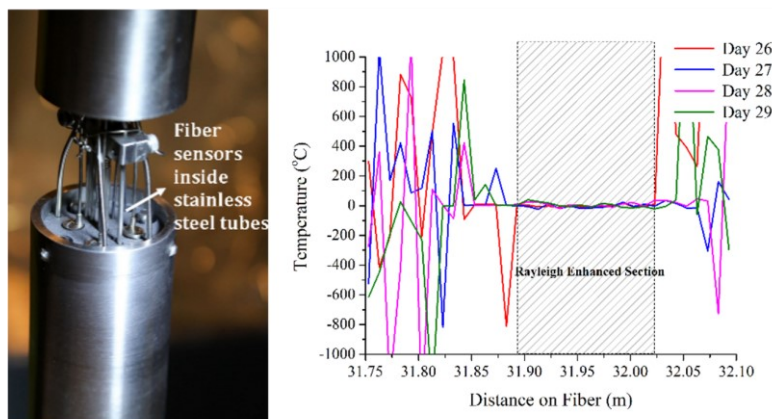 Fiber
sensors
inside
stainless
steel tubes
Temperature (°C)
1000
800
600
400
200
0
-200
-400
-600
-800
-1000
Day 26
Day 27
Day 28
Day 29
Rayleigh Enhanced Section
31.75 31.80 31.85 31.90 31.95 32.00 32.05 32.10
Distance on Fiber (m)